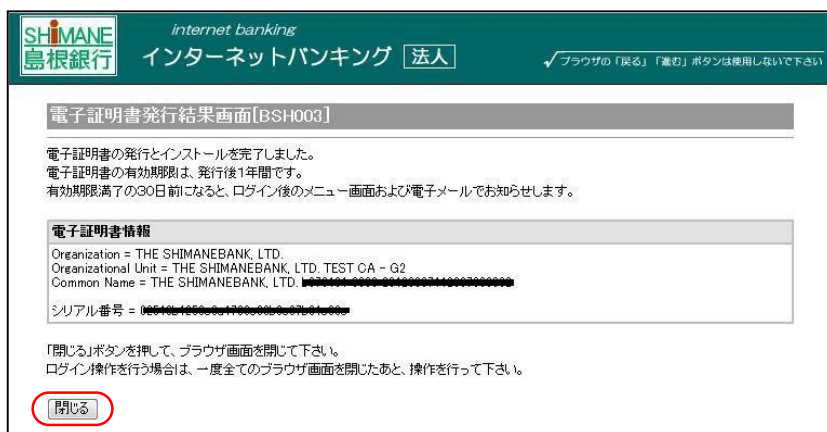 SHIMANE
島根銀行
internet banking
インターネットバンキング 法人
ブラウザの「戻る」「進む」ボタンは使用しないで下さい
電子証明書発行結果画面[BSH003]
電子証明書の発行とインストールを完了しました。
電子証明書の有効期限は、発行後1年間です。
有効期限満了の30日前になると、ログイン後のメニュー画面および電子メールでお知らせします。
電子証明書情報
Organization = THE SHIMANEBANK, LTD.
Organizational Unit = THE SHIMANEBANK, LTD. TEST CA - G2
Common Name = THE SHIMANEBANK, LTD.
シリアル番号 =
「閉じる」ボタンを押して、ブラウザ画面を閉じて下さい。
ログイン操作を行う場合は、一度全てのブラウザ画面を閉じたあと、操作を行って下さい。
閉じる